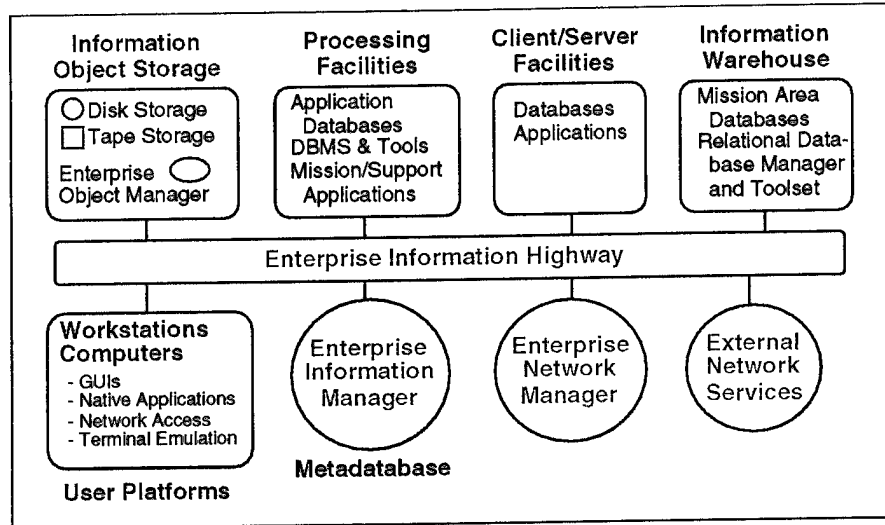 Information
Object Storage
Disk Storage
Tape Storage
Enterprise
Object Manager
Processing
Facilities
Application
Databases
DBMS & Tools
Mission/Support
Applications
Client/Server
Facilities
Databases
Applications
Information
Warehouse
Mission Area
Databases
Relational Data-
base Manager
and Toolset
Enterprise Information Highway
Workstations
Computers
- GUIs
- Native Applications
- Network Access
- Terminal Emulation
User Platforms
Enterprise
Information
Manager
Metadatabase
Enterprise
Network
Manager
External
Network
Services